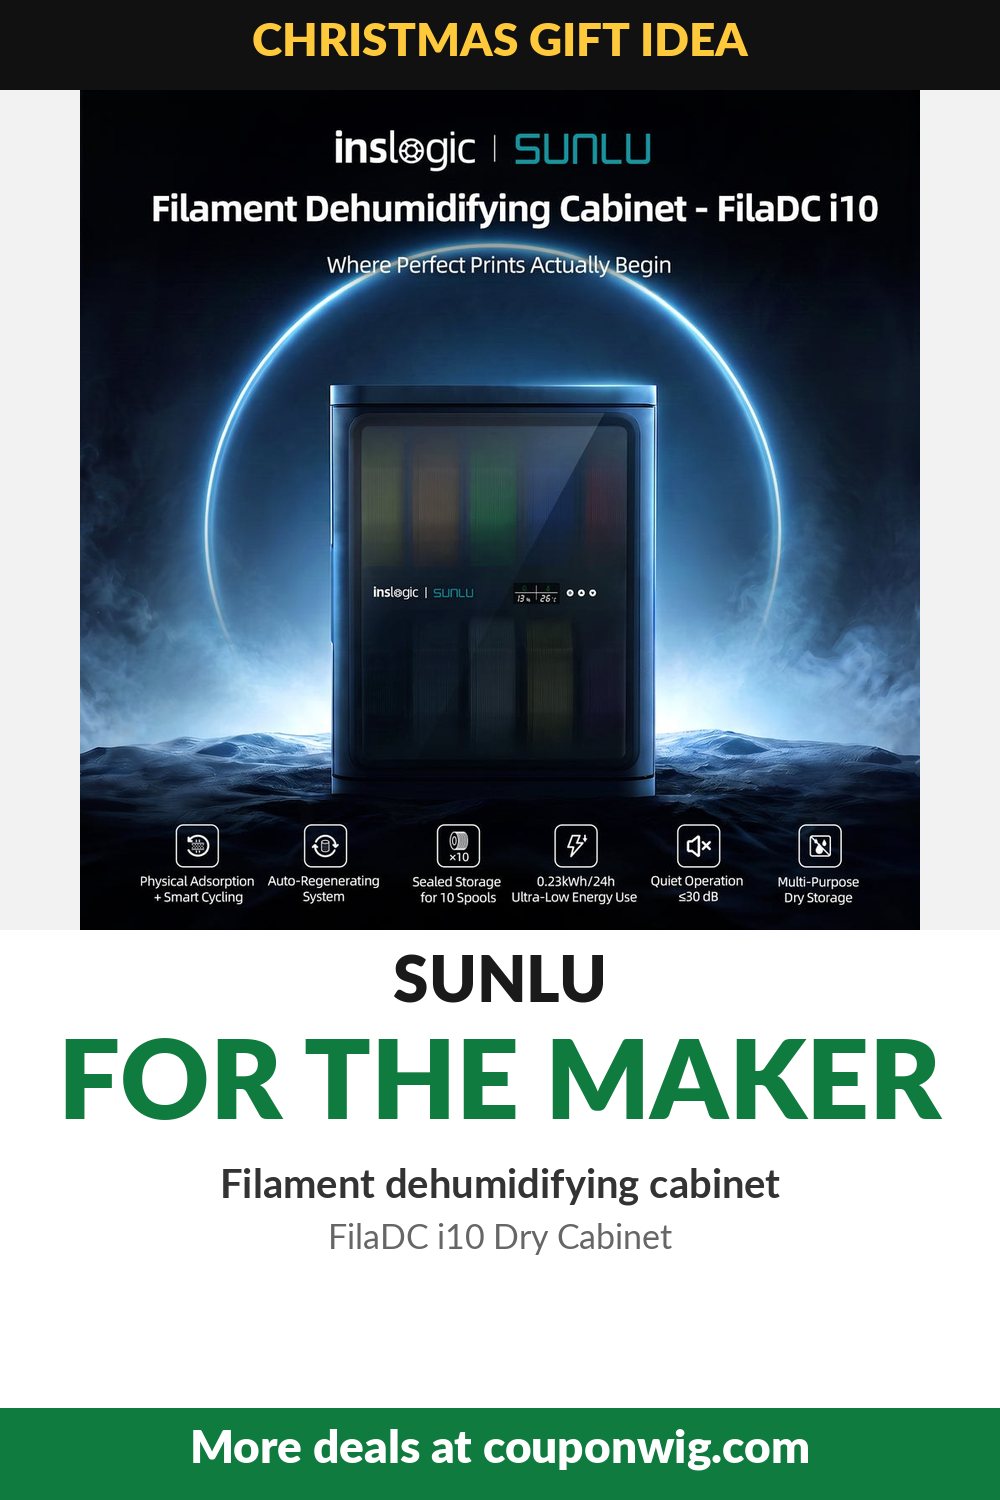 CHRISTMAS GIFT IDEA
inslogic | SUNLU
Filament Dehumidifying Cabinet - FilaDC i10
Where Perfect Prints Actually Begin
inslogic | SUNLU
13% 26°C
×10
Physical Adsorption
+ Smart Cycling
Auto-Regenerating
System
Sealed Storage
for 10 Spools
0.23kWh/24h
Ultra-Low Energy Use
Quiet Operation
≤30 dB
Multi-Purpose
Dry Storage
SUNLU
FOR THE MAKER
Filament dehumidifying cabinet
FilaDC i10 Dry Cabinet
More deals at couponwig.com